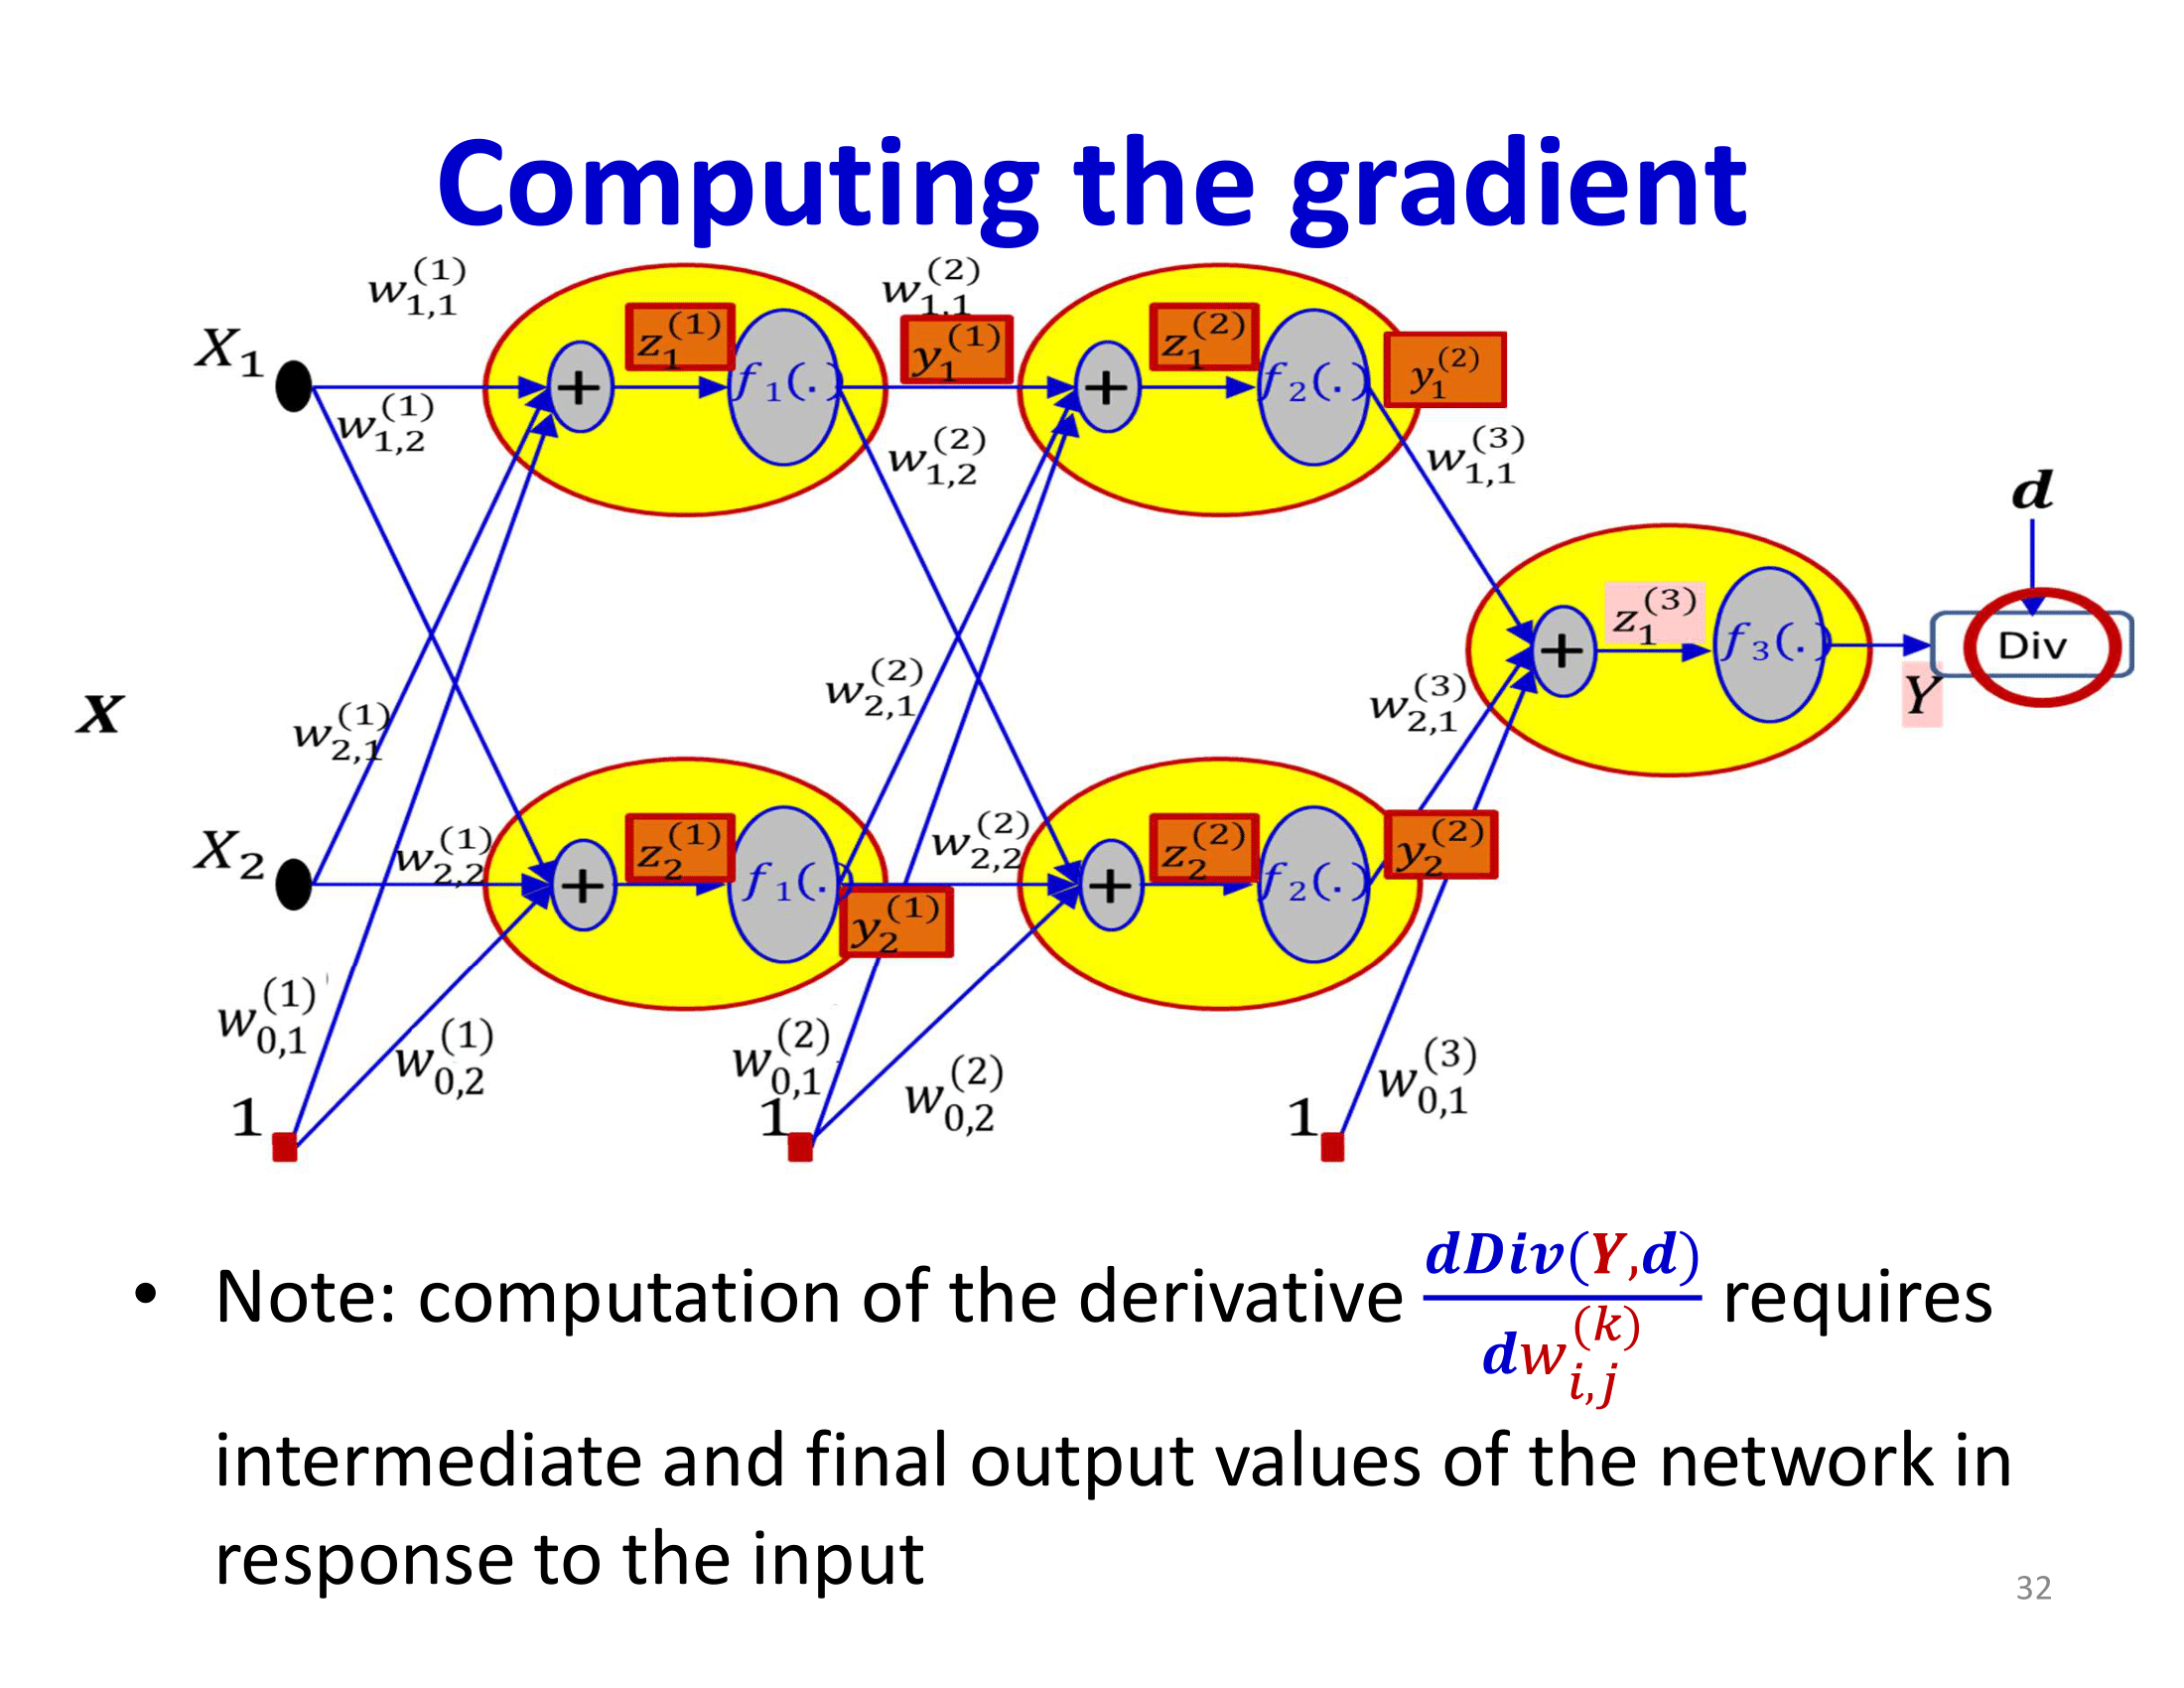 Computing the gradient
w_{1,1}^{(1)}
w_{1,1}^{(2)}
X_1
z_1^{(1)}
f_1(.)
y_1^{(1)}
z_1^{(2)}
f_2(.)
y_1^{(2)}
+
+
w_{1,2}^{(1)}
w_{1,2}^{(2)}
w_{1,1}^{(3)}
d
z_1^{(3)}
+
f_3(.)
Div
Y
X
w_{2,1}^{(1)}
w_{2,1}^{(2)}
w_{2,1}^{(3)}
X_2
w_{2,2}^{(1)}
z_2^{(1)}
+
f_1(.)
w_{2,2}^{(2)}
z_2^{(2)}
+
f_2(.)
y_2^{(2)}
y_2^{(1)}
w_{0,1}^{(1)}
w_{0,2}^{(1)}
w_{0,1}^{(2)}
w_{0,2}^{(2)}
w_{0,1}^{(3)}
1
1
1
• Note: computation of the derivative \frac{dDiv(Y,d)}{dw_{i,j}^{(k)}} requires
intermediate and final output values of the network in
response to the input
32